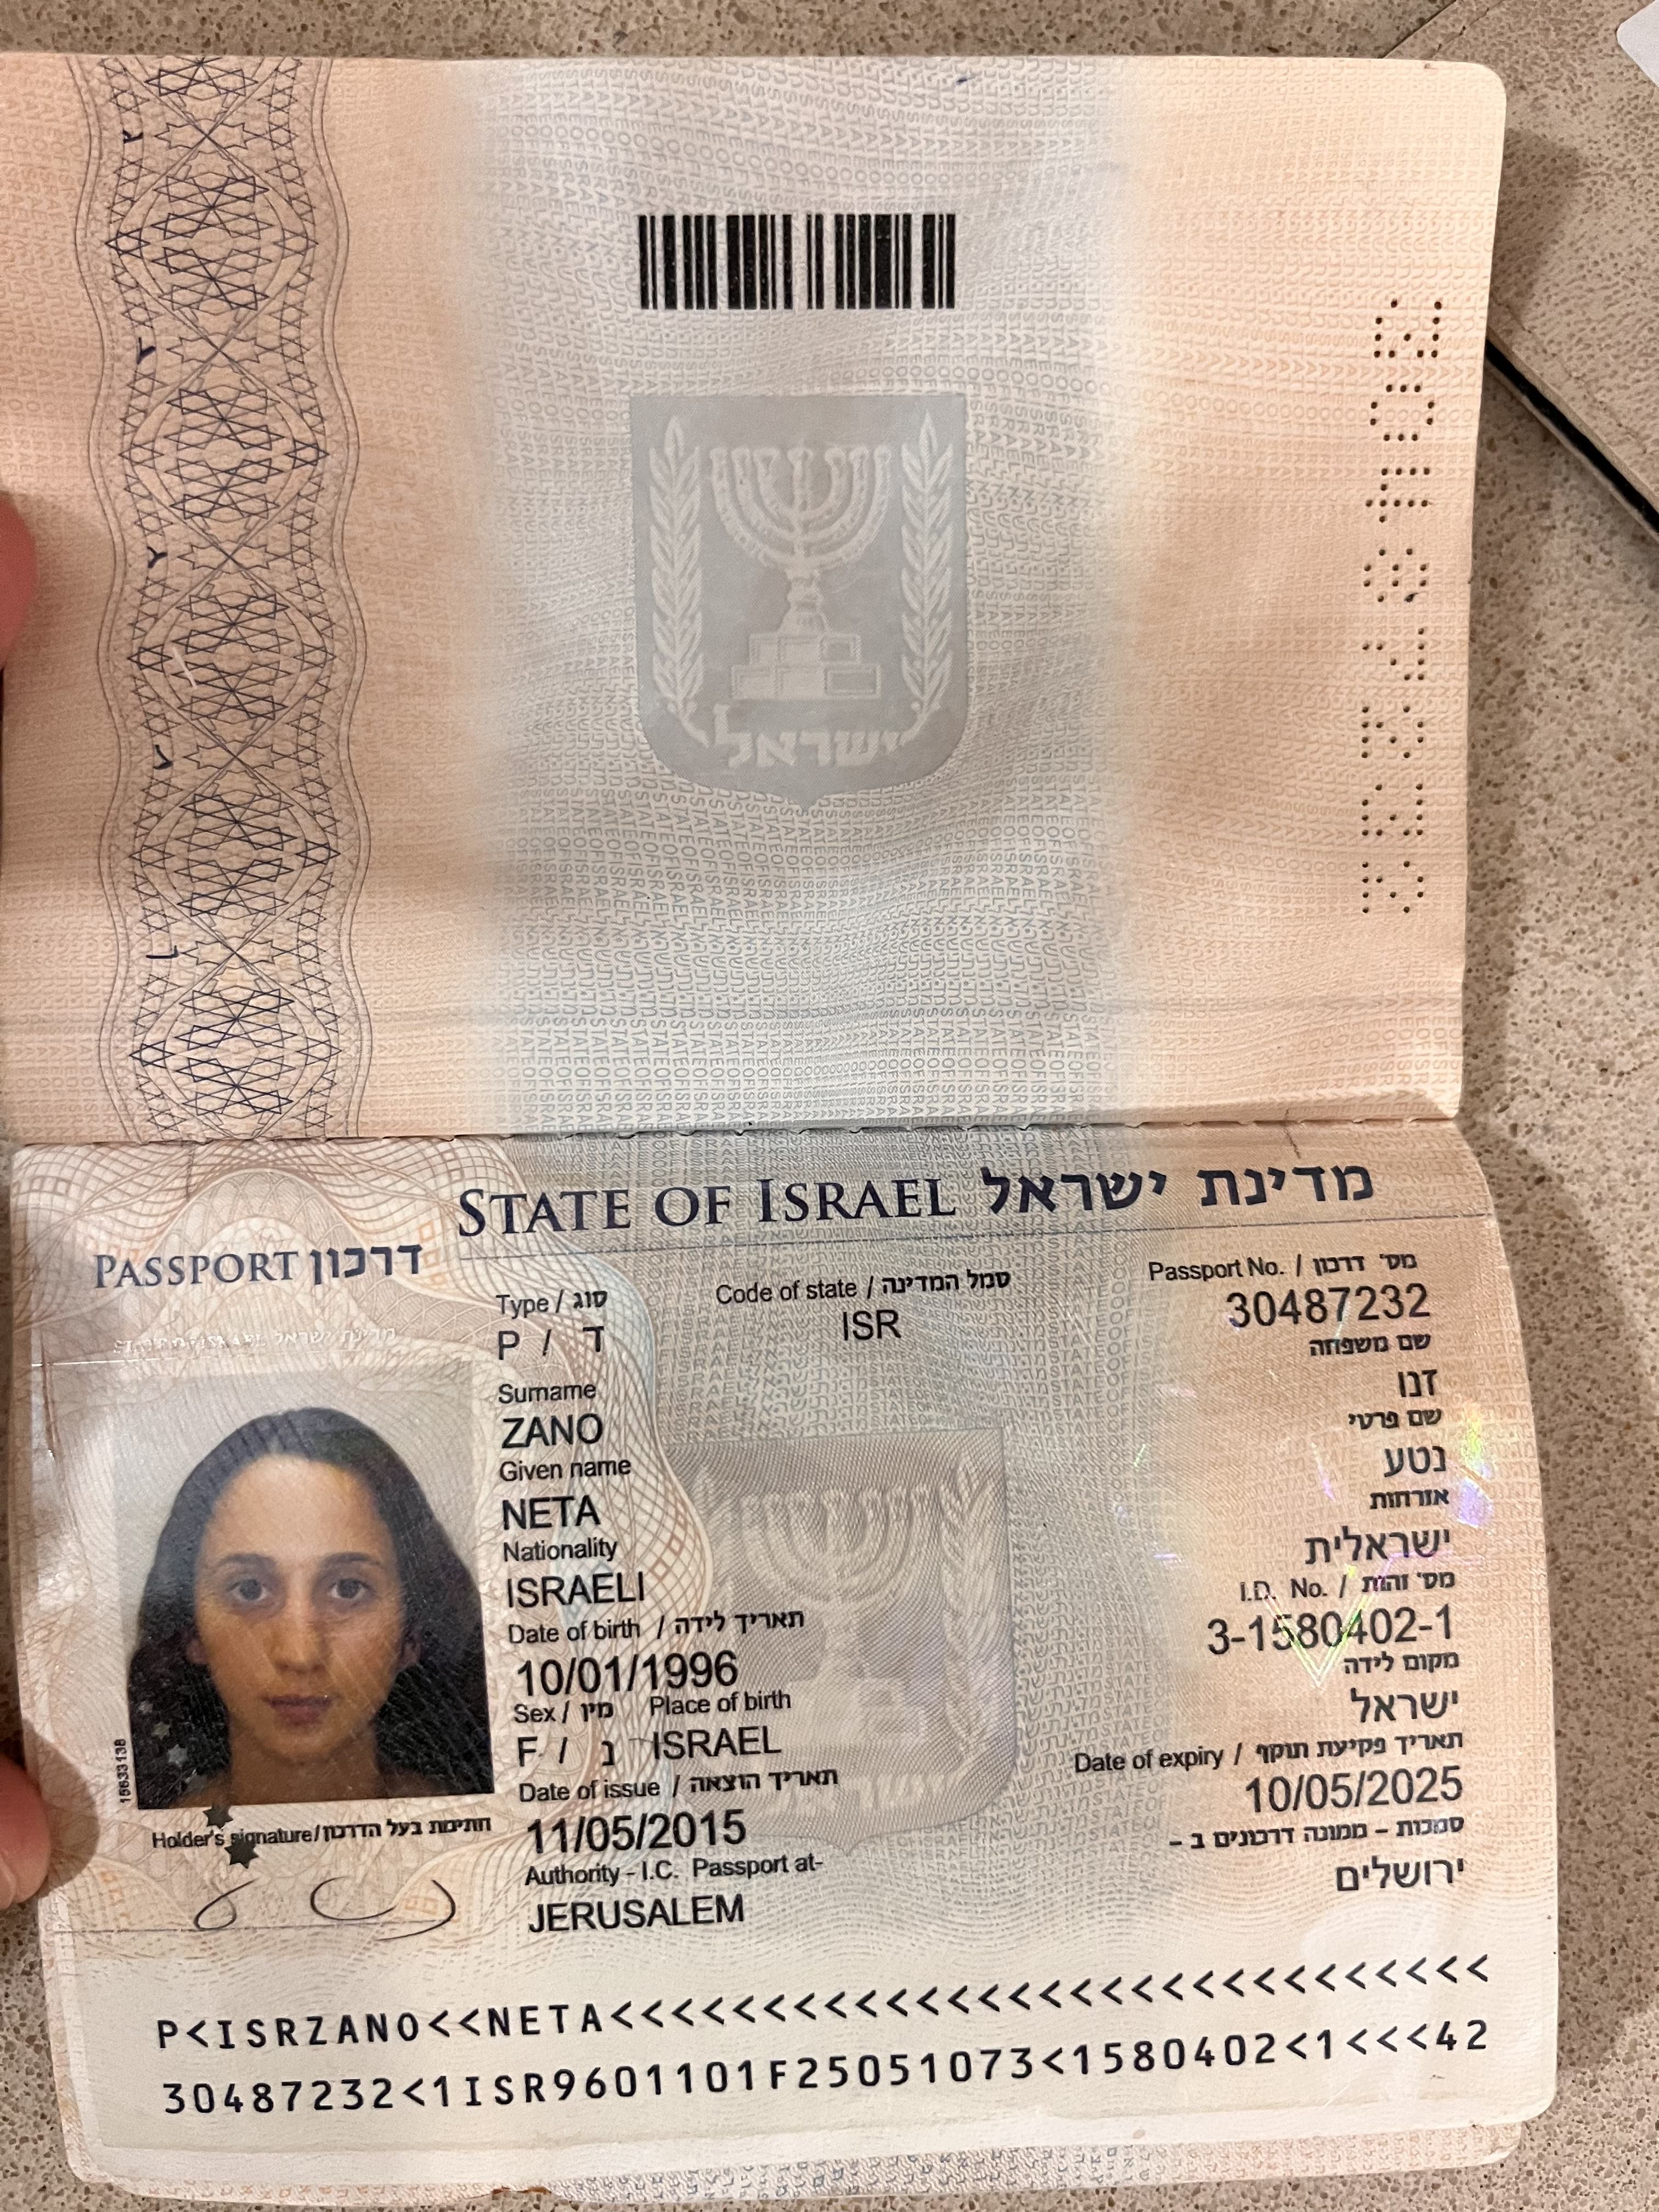 ישראל
30487232
STATE OF ISRAEL מדינת ישראל
PASSPORT דרכון
Type / סוג
P / ד
Code of state / סמל המדינה
ISR
Passport No. / מס׳ דרכון
30487232
Surname
ZANO
שם משפחה
זנו
Given name
NETA
שם פרטי
נטע
Nationality
ISRAELI
אזרחות
ישראלית
Date of birth / תאריך לידה
10/01/1996
I.D. No. / מס׳ זהות
3-1580402-1
Sex / מין
F / נ
Place of birth
ISRAEL
מקום לידה
ישראל
Date of issue / תאריך הוצאה
11/05/2015
Date of expiry / תאריך פקיעת תוקף
10/05/2025
Authority - I.C. Passport at-
JERUSALEM
סמכות - ממונה דרכונים ב -
ירושלים
15633138
Holder's signature / חתימת בעל הדרכון
P<ISRZANO<<NETA<<<<<<<<<<<<<<<<<<<<<<<<<<<<<
30487232<1ISR9601101F25051073<1580402<1<<<42